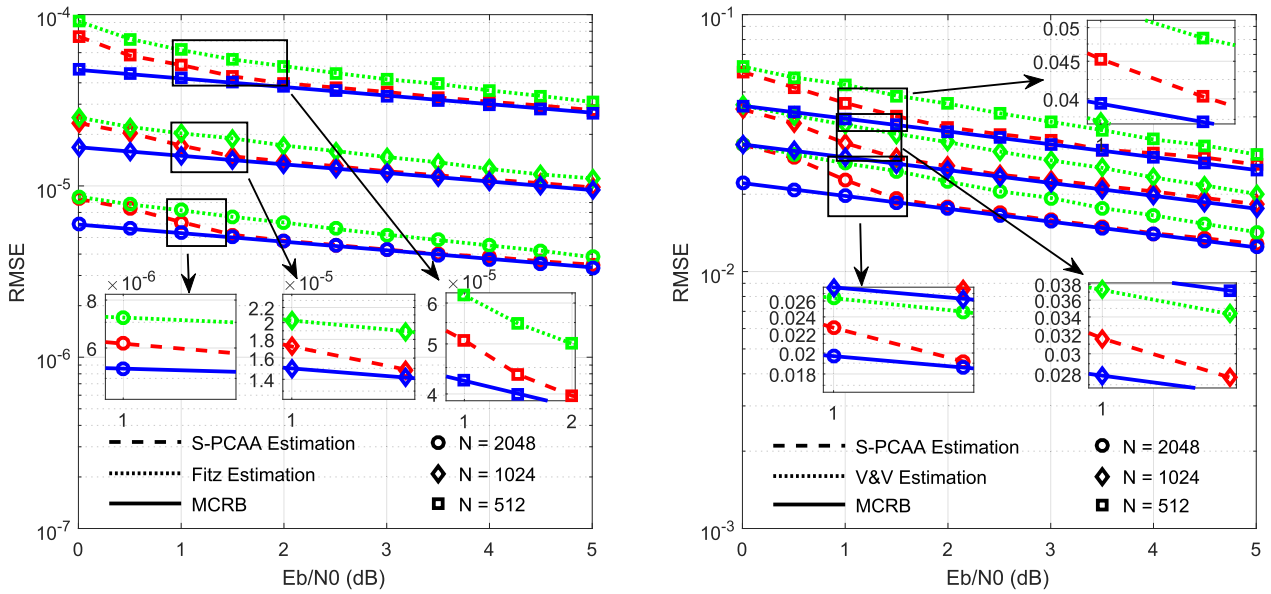 10^-4
10^-5
10^-6
10^-7
RMSE
0 1 2 3 4 5
Eb/N0 (dB)
×10^-6
8
6
1
×10^-5
2.2
2
1.8
1.6
1.4
1
×10^-5
6
5
4
1 2
S-PCAA Estimation
Fitz Estimation
MCRB
N = 2048
N = 1024
N = 512
10^-1
10^-2
10^-3
RMSE
0 1 2 3 4 5
Eb/N0 (dB)
0.05
0.045
0.04
1
0.026
0.024
0.022
0.02
0.018
1
0.038
0.036
0.034
0.03
0.028
1
S-PCAA Estimation
V&V Estimation
MCRB
N = 2048
N = 1024
N = 512